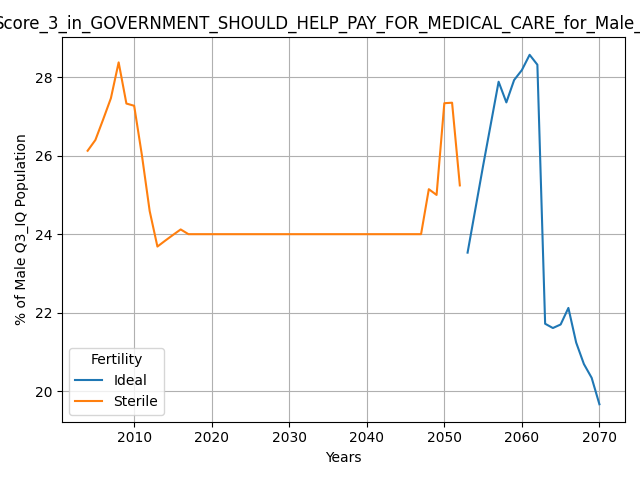 Score_3_in_GOVERNMENT_SHOULD_HELP_PAY_FOR_MEDICAL_CARE_for_Male_
% of Male Q3_IQ Population
28
26
24
22
20
Fertility
Ideal
Sterile
2010 2020 2030 2040 2050 2060 2070
Years